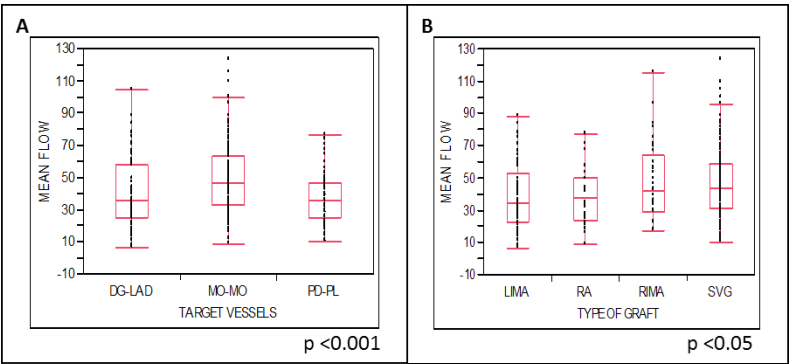 A
130
110
90
70
50
30
10
-10
MEAN FLOW
DG-LAD MO-MO PD-PL
TARGET VESSELS
p <0.001
B
130
110
90
70
50
30
10
-10
MEAN FLOW
LIMA RA RIMA SVG
TYPE OF GRAFT
p <0.05